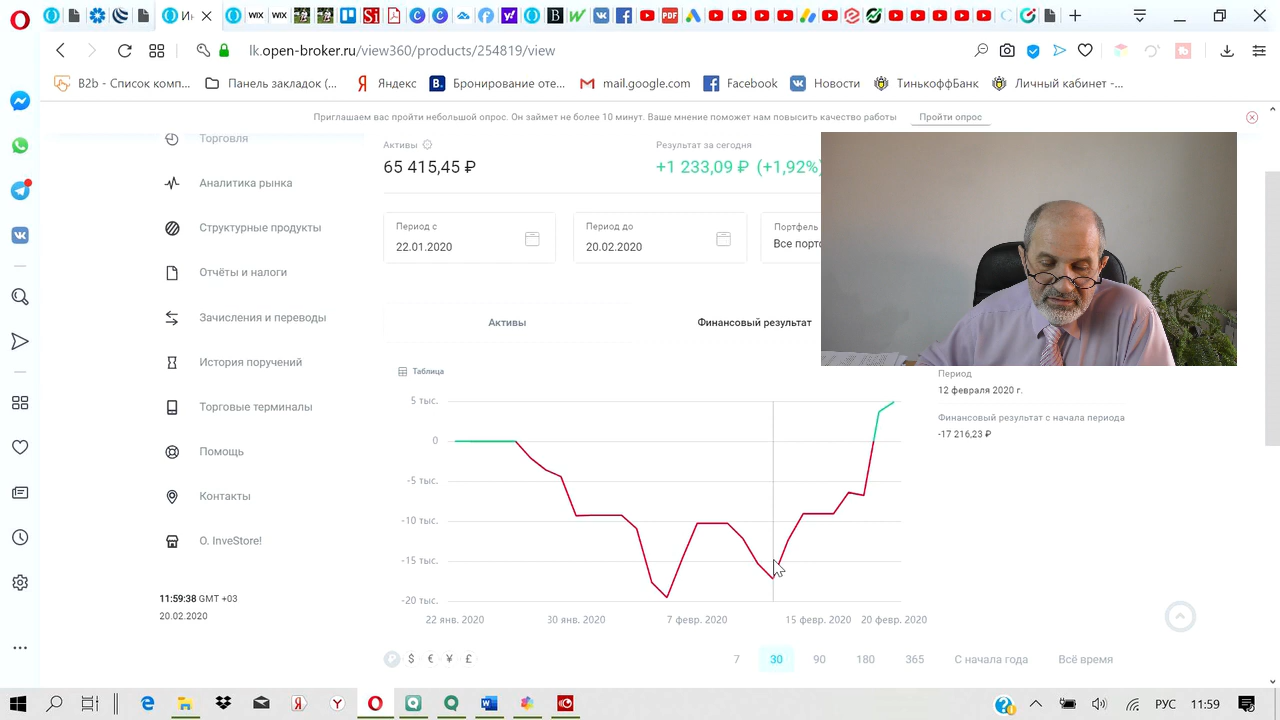 lk.open-broker.ru/view360/products/254819/view
B2b - Список комп...
Панель закладок (...
Яндекс
Бронирование оте...
mail.google.com
Facebook
Новости
ТинькоффБанк
Личный кабинет -...
Приглашаем вас пройти небольшой опрос. Он займет не более 10 минут. Ваше мнение поможет нам повысить качество работы
Пройти опрос
Торговля
Аналитика рынка
Структурные продукты
Отчёты и налоги
Зачисления и переводы
История поручений
Торговые терминалы
Помощь
Контакты
О. InveStore!
11:59:38 GMT +03
20.02.2020
Активы
65 415,45 ₽
Результат за сегодня
+1 233,09 ₽ (+1,92%)
Период с
22.01.2020
Период до
20.02.2020
Портфель
Все портф
Активы
Финансовый результат
Таблица
5 тыс.
0
-5 тыс.
-10 тыс.
-15 тыс.
-20 тыс.
22 янв. 2020
30 янв. 2020
7 февр. 2020
15 февр. 2020
20 февр. 2020
Период
12 февраля 2020 г.
Финансовый результат с начала периода
-17 216,23 ₽
₽ $ € ¥ £
7 30 90 180 365 С начала года Всё время
РУС 11:59